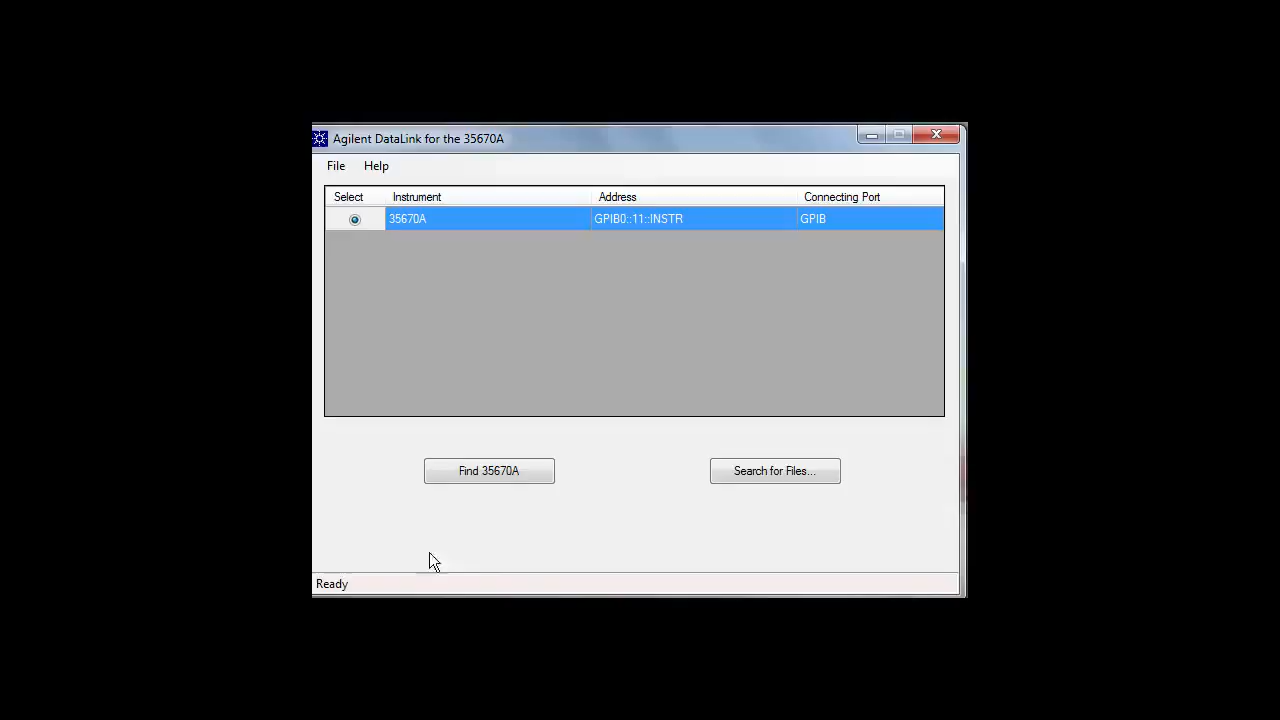 Agilent DataLink for the 35670A
File Help
Select Instrument Address Connecting Port
35670A GPIB0::11::INSTR GPIB
Find 35670A Search for Files...
Ready